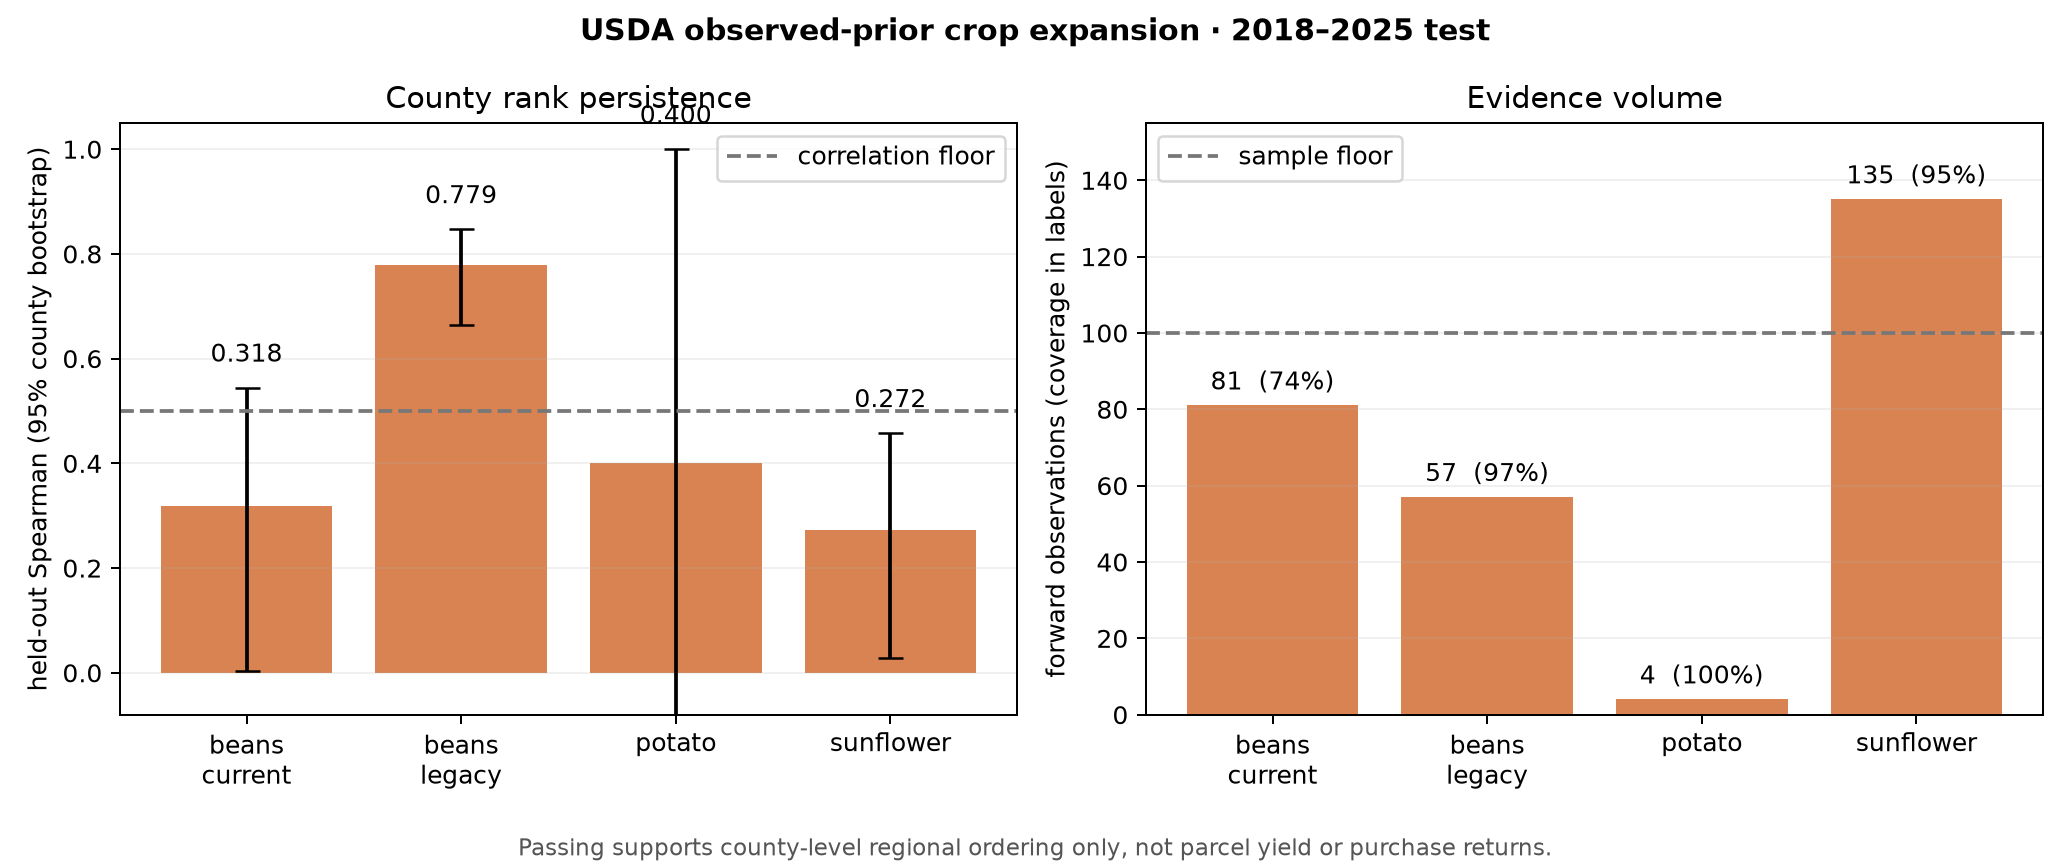 USDA observed-prior crop expansion · 2018–2025 test
County rank persistence
held-out Spearman (95% county bootstrap)
1.0
0.8
0.6
0.4
0.2
0.0
correlation floor
0.318
0.779
0.400
0.272
beans
current
beans
legacy
potato
sunflower
Evidence volume
forward observations (coverage in labels)
140
120
100
80
60
40
20
0
sample floor
81 (74%)
57 (97%)
4 (100%)
135 (95%)
beans
current
beans
legacy
potato
sunflower
Passing supports county-level regional ordering only, not parcel yield or purchase returns.